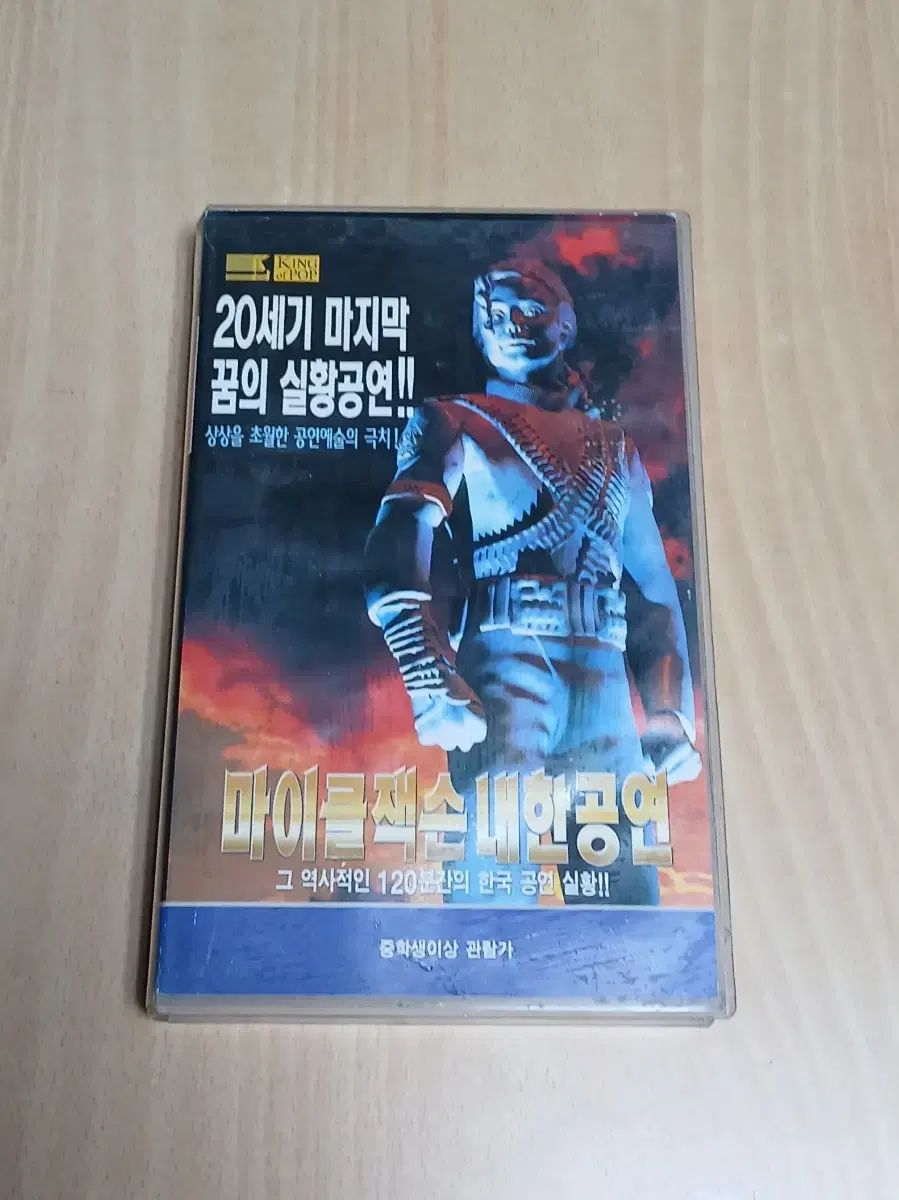 KING
of POP
20세기 마지막
꿈의 실황공연!!
상상을 초월한 공연예술의 극치!
마이클잭슨 내한공연
그 역사적인 120분간의 한국 공연 실황!!
중학생이상 관람가